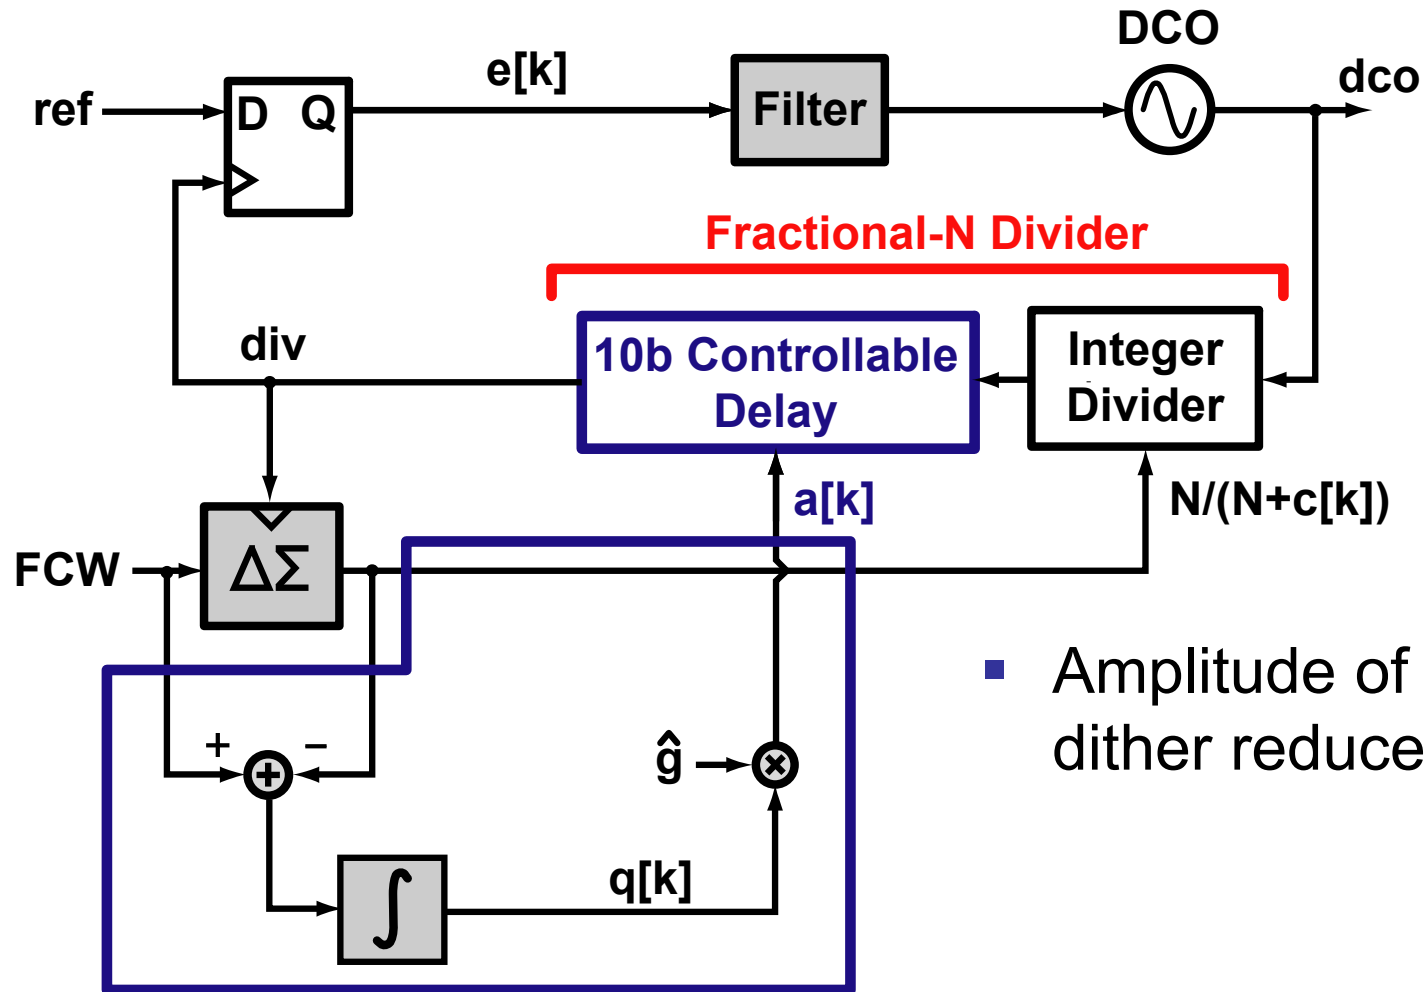 DCO
dco
e[k]
ref
D Q
Filter
Fractional-N Divider
div
10b Controllable
Delay
Integer
Divider
a[k]
N/(N+c[k])
FCW
ΔΣ
Amplitude of
dither reduce
+ −
+
ĝ
×
∫
q[k]